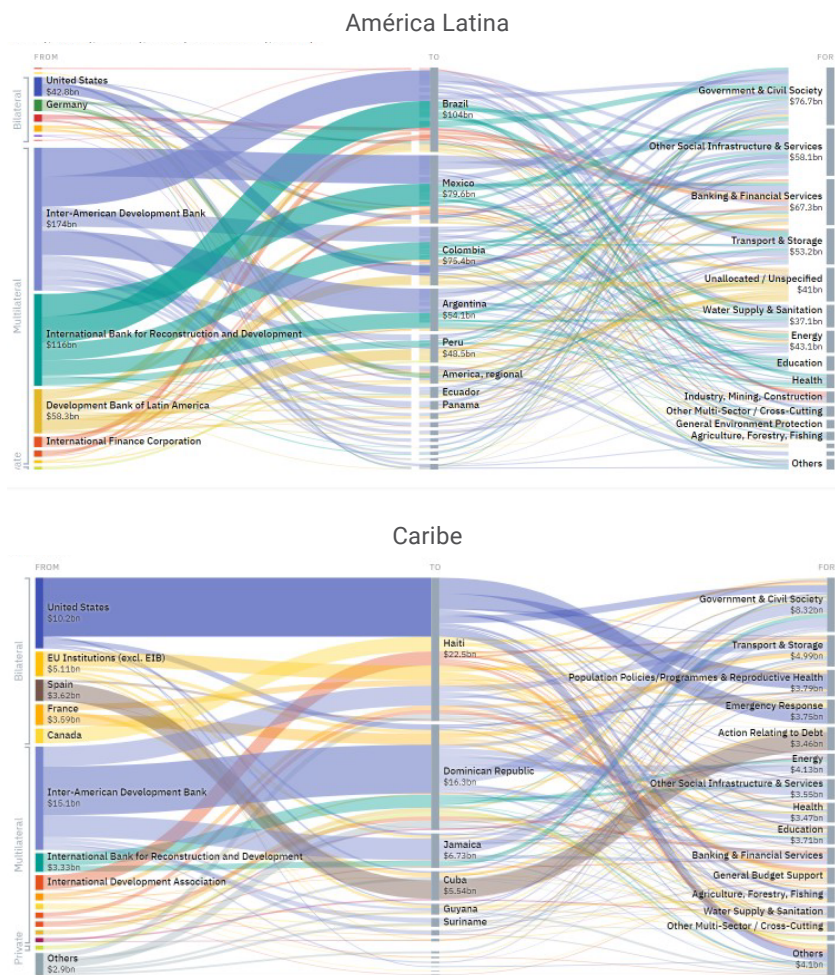 América Latina
FROM
TO
FOR
Bilateral
United States
$42.8bn
Germany
Multilateral
Inter-American Development Bank
$174bn
International Bank for Reconstruction and Development
$116bn
Development Bank of Latin America
$58.3bn
International Finance Corporation
Brazil
$104bn
Mexico
$79.6bn
Colombia
$75.4bn
Argentina
$54.1bn
Peru
$48.5bn
America, regional
Ecuador
Panama
Government & Civil Society
$76.7bn
Other Social Infrastructure & Services
$58.1bn
Banking & Financial Services
$67.3bn
Transport & Storage
$53.2bn
Unallocated / Unspecified
$41bn
Water Supply & Sanitation
$37.1bn
Energy
$43.1bn
Education
Health
Industry, Mining, Construction
Other Multi-Sector / Cross-Cutting
General Environment Protection
Agriculture, Forestry, Fishing
Others
Caribe
FROM
TO
FOR
Bilateral
United States
$10.2bn
EU Institutions (excl. EIB)
$5.11bn
Spain
$3.62bn
France
$3.59bn
Canada
Multilateral
Inter-American Development Bank
$15.1bn
International Bank for Reconstruction and Development
$3.33bn
International Development Association
Private
Others
$2.9bn
Haiti
$22.5bn
Dominican Republic
$16.3bn
Jamaica
$6.73bn
Cuba
$5.54bn
Guyana
Suriname
Government & Civil Society
$8.32bn
Transport & Storage
$4.99bn
Population Policies/Programmes & Reproductive Health
$3.79bn
Emergency Response
$3.75bn
Action Relating to Debt
$3.46bn
Energy
$4.13bn
Other Social Infrastructure & Services
$3.55bn
Health
$3.47bn
Education
$3.71bn
Banking & Financial Services
General Budget Support
Agriculture, Forestry, Fishing
Water Supply & Sanitation
Other Multi-Sector / Cross-Cutting
Others
$4.1bn